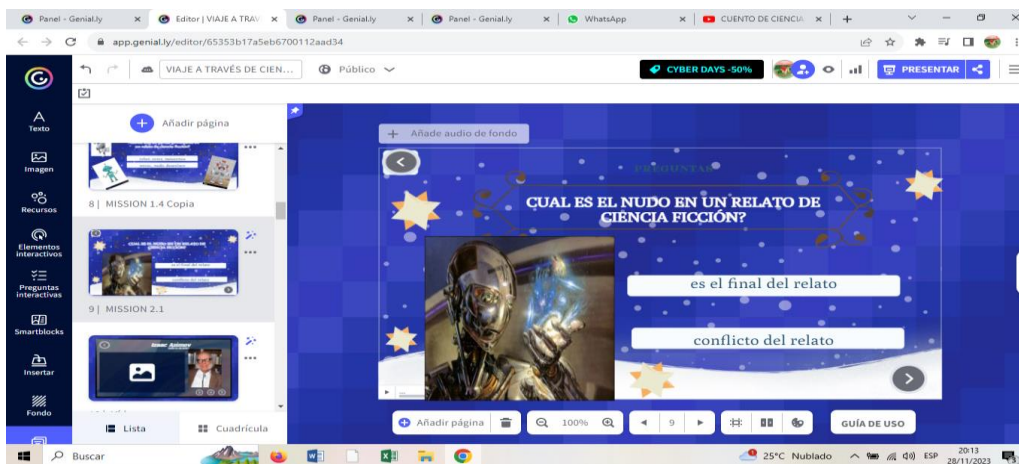 Panel - Genial.ly
Editor | VIAJE A TRAV
Panel - Genial.ly
Panel - Genial.ly
WhatsApp
CUENTO DE CIENCIA
app.genial.ly/editor/65353b17a5eb6700112aad34
VIAJE A TRAVÉS DE CIEN...
Público
CYBER DAYS -50%
PRESENTAR
Texto
Imagen
Recursos
Elementos
interactivos
Preguntas
interactivas
Smartblocks
Insertar
Fondo
Añadir página
8 | MISSION 1.4 Copia
9 | MISSION 2.1
Isaac Asimov
Lista
Cuadrícula
Añade audio de fondo
PREGUNTAS
CUAL ES EL NUDO EN UN RELATO DE
CIENCIA FICCIÓN?
es el final del relato
conflicto del relato
Añadir página
100%
9
GUÍA DE USO
Buscar
25°C Nublado
ESP
20:13
28/11/2023